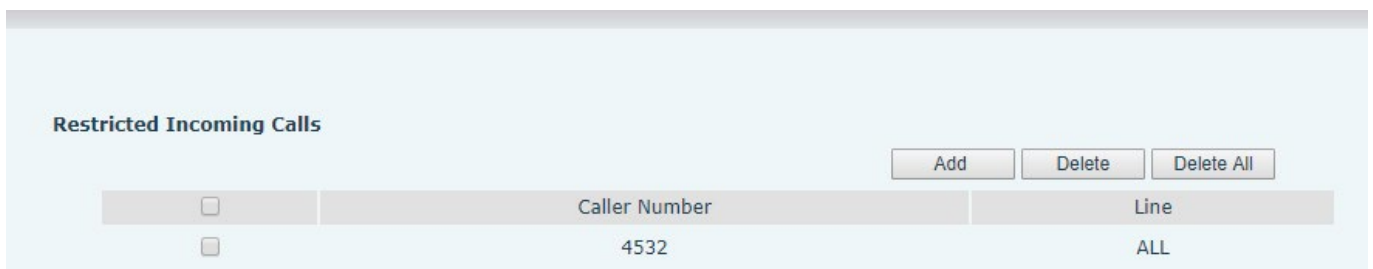 Restricted Incoming Calls
Add Delete Delete All
Caller Number Line
4532 ALL